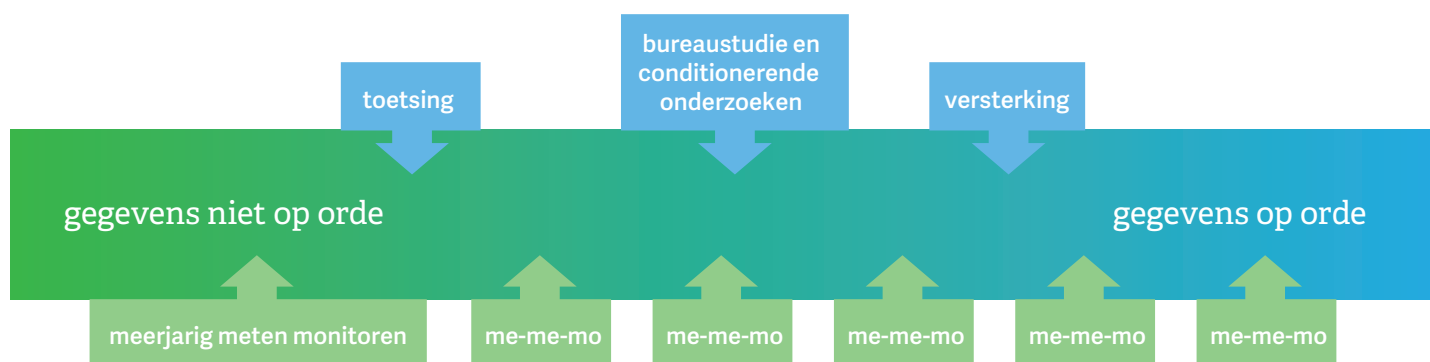 toetsing
bureaustudie en
conditionerende
onderzoeken
versterking
gegevens niet op orde
gegevens op orde
meerjarig meten monitoren
me-me-mo
me-me-mo
me-me-mo
me-me-mo
me-me-mo